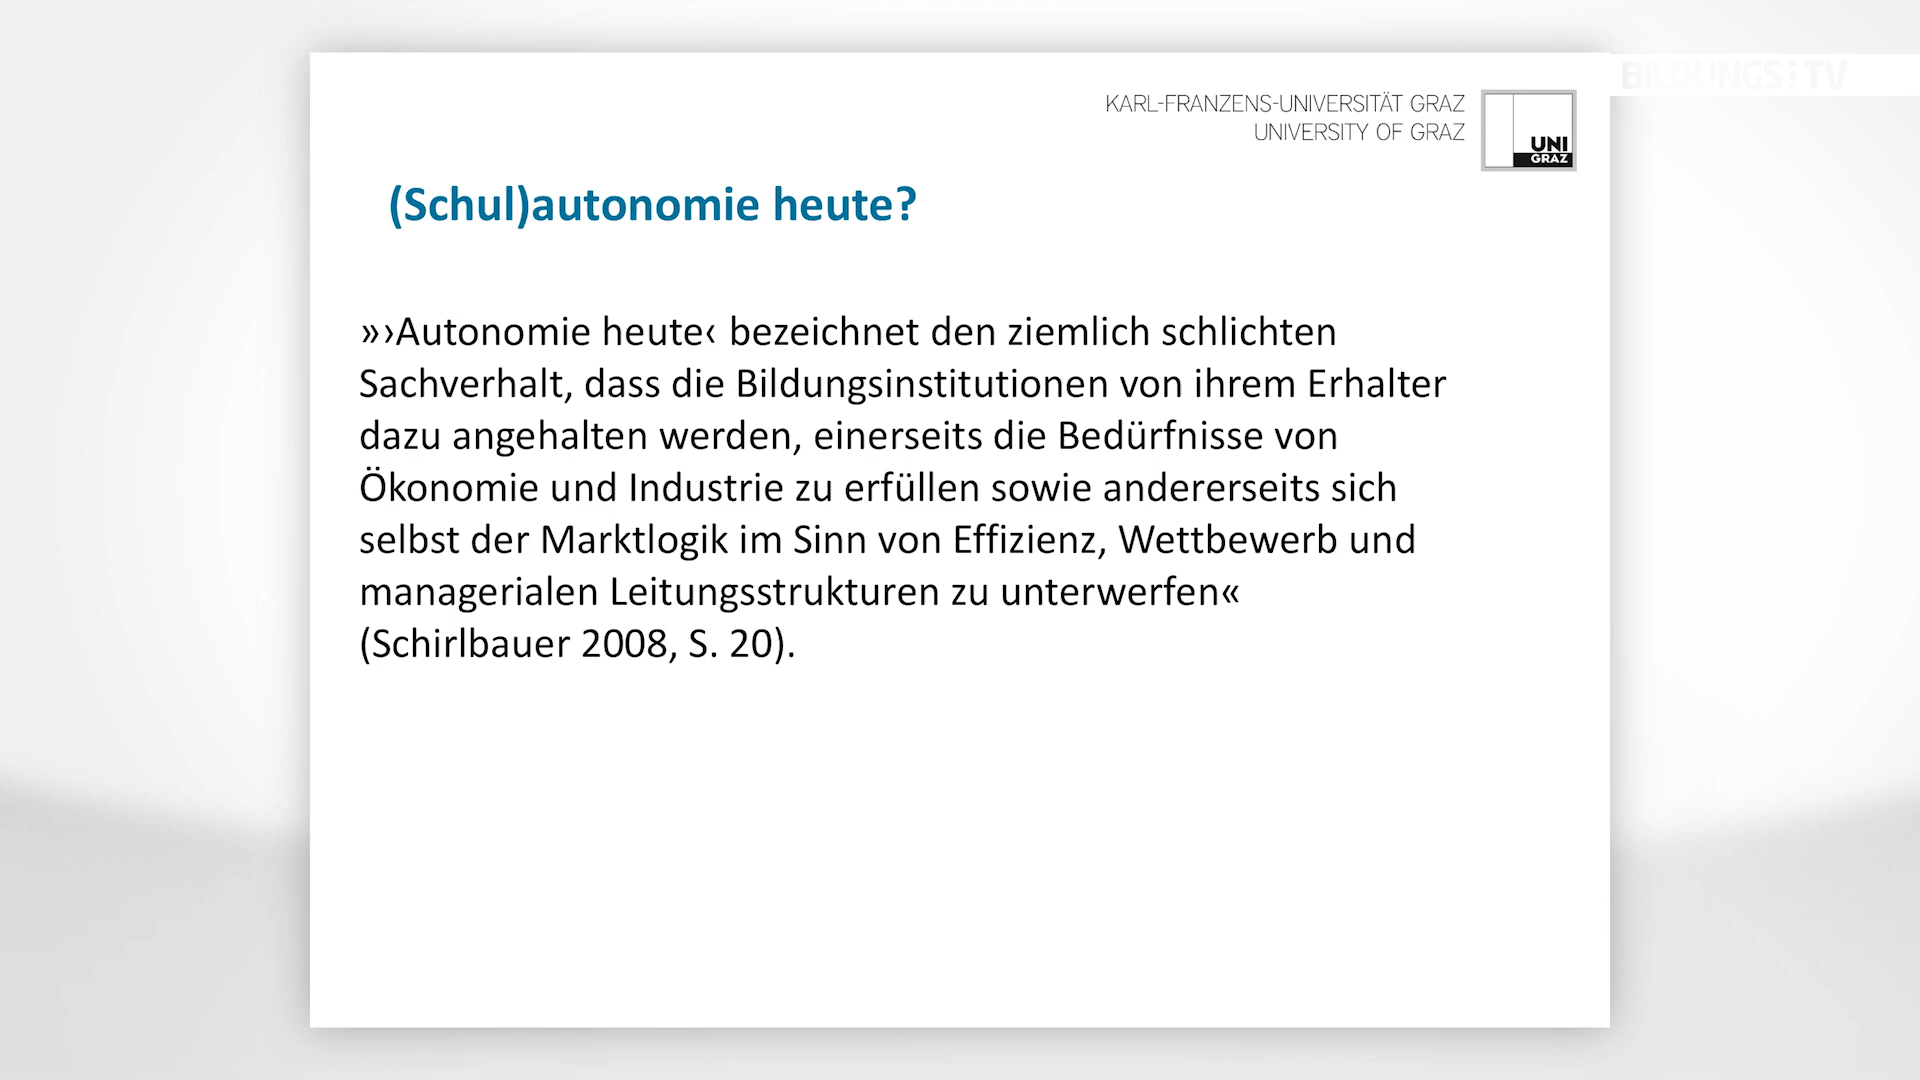 BILDUNGS TV
KARL-FRANZENS-UNIVERSITÄT GRAZ
UNIVERSITY OF GRAZ
UNI
GRAZ
(Schul)autonomie heute?
»›Autonomie heute‹ bezeichnet den ziemlich schlichten
Sachverhalt, dass die Bildungsinstitutionen von ihrem Erhalter
dazu angehalten werden, einerseits die Bedürfnisse von
Ökonomie und Industrie zu erfüllen sowie andererseits sich
selbst der Marktlogik im Sinn von Effizienz, Wettbewerb und
managerialen Leitungsstrukturen zu unterwerfen«
(Schirlbauer 2008, S. 20).